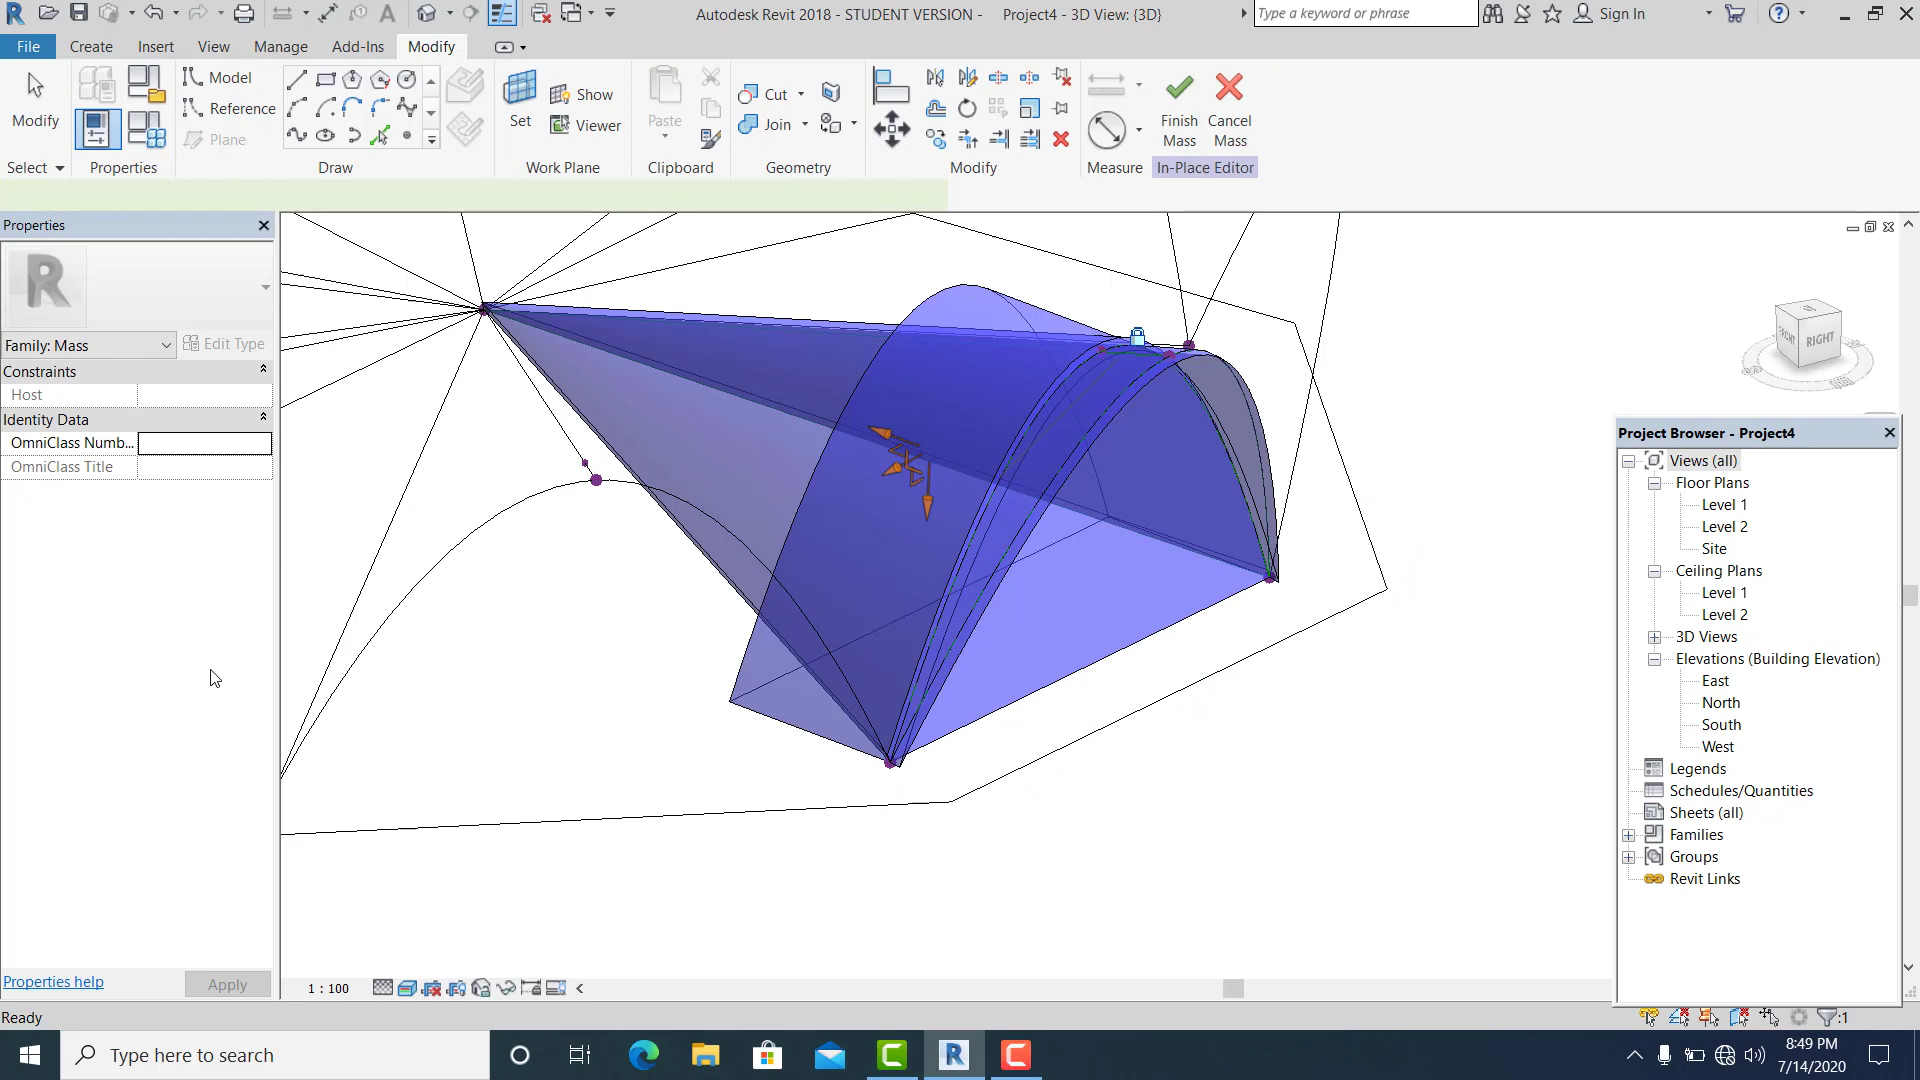 Autodesk Revit 2018 - STUDENT VERSION - Project4 - 3D View: {3D}
Type a keyword or phrase
Sign In
File Create Insert View Manage Add-Ins Modify
Modify
Model
Reference
Plane
Set
Show
Viewer
Paste
Cut
Join
Finish Mass
Cancel Mass
Select Properties Draw Work Plane Clipboard Geometry Modify Measure In-Place Editor
Properties
Family: Mass
Edit Type
Constraints
Host
Identity Data
OmniClass Numb...
OmniClass Title
Properties help
Apply
RIGHT
Project Browser - Project4
Views (all)
Floor Plans
Level 1
Level 2
Site
Ceiling Plans
Level 1
Level 2
3D Views
Elevations (Building Elevation)
East
North
South
West
Legends
Schedules/Quantities
Sheets (all)
Families
Groups
Revit Links
1 : 100
Ready
:1
Type here to search
8:49 PM
7/14/2020